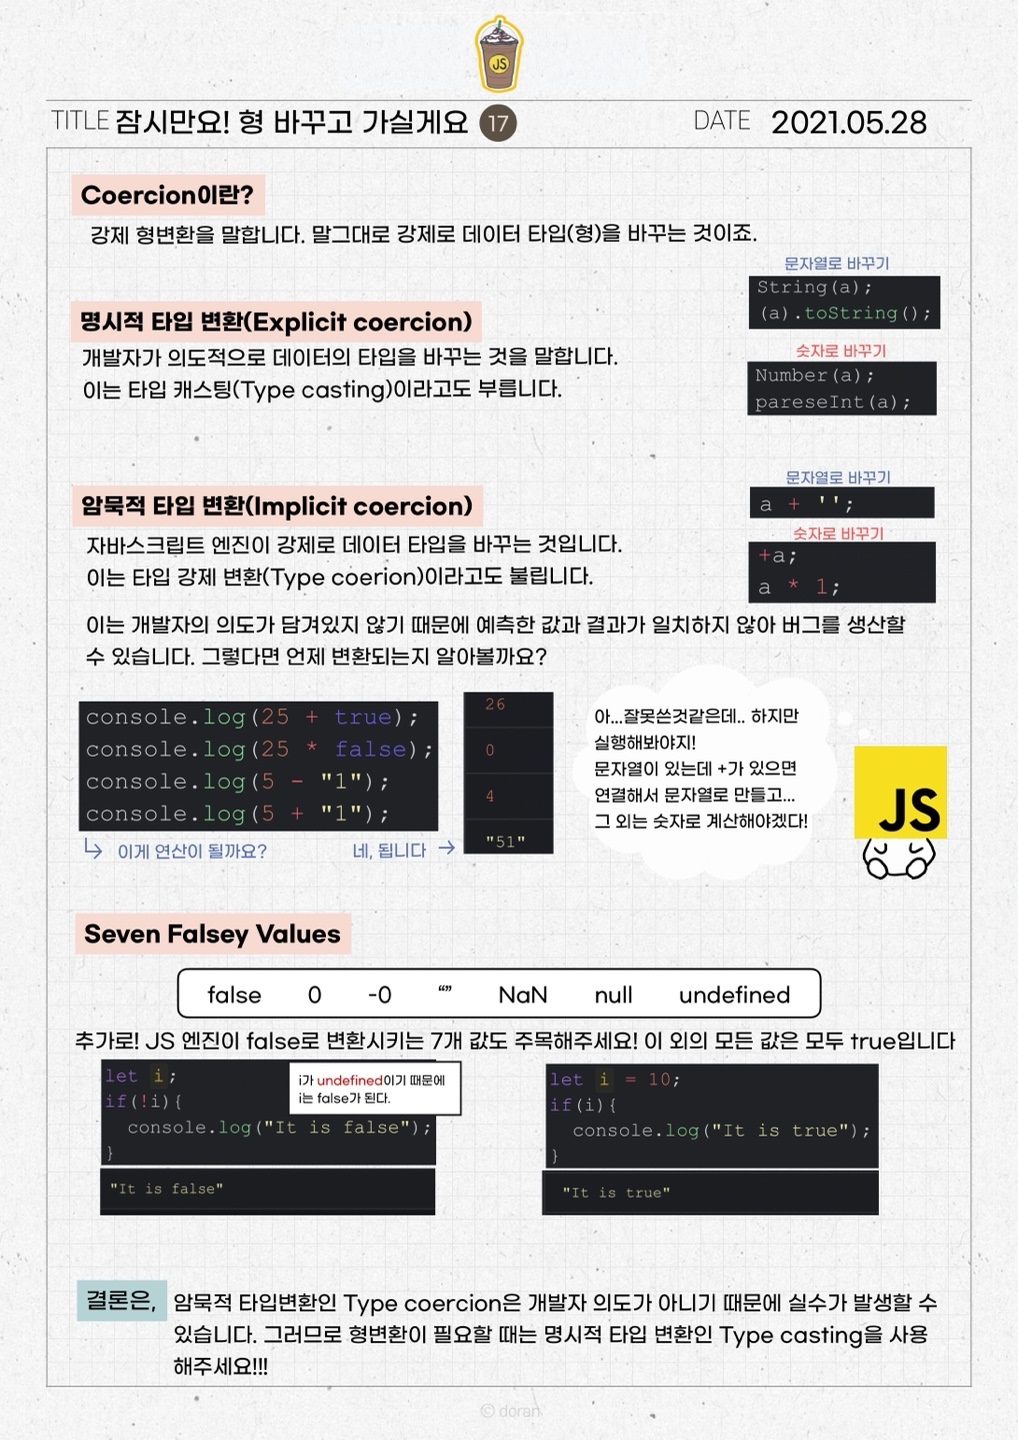 JS
TITLE 잠시만요! 형 바꾸고 가실게요 17 DATE 2021.05.28
Coercion이란?
강제 형변환을 말합니다. 말그대로 강제로 데이터 타입(형)을 바꾸는 것이죠.
문자열로 바꾸기
String(a);
(a).toString();
명시적 타입 변환(Explicit coercion)
개발자가 의도적으로 데이터의 타입을 바꾸는 것을 말합니다.
이는 타입 캐스팅(Type casting)이라고도 부릅니다.
숫자로 바꾸기
Number(a);
pareseInt(a);
암묵적 타입 변환(Implicit coercion)
자바스크립트 엔진이 강제로 데이터 타입을 바꾸는 것입니다.
이는 타입 강제 변환(Type coerion)이라고도 불립니다.
문자열로 바꾸기
a + '';
숫자로 바꾸기
+a;
a * 1;
이는 개발자의 의도가 담겨있지 않기 때문에 예측한 값과 결과가 일치하지 않아 버그를 생산할
수 있습니다. 그렇다면 언제 변환되는지 알아볼까요?
console.log(25 + true);
console.log(25 * false);
console.log(5 - "1");
console.log(5 + "1");
26
0
4
"51"
이게 연산이 될까요? 네, 됩니다
아...잘못쓴것같은데.. 하지만
실행해봐야지!
문자열이 있는데 +가 있으면
연결해서 문자열로 만들고...
그 외는 숫자로 계산해야겠다!
JS
Seven Falsey Values
false 0 -0 “” NaN null undefined
추가로! JS 엔진이 false로 변환시키는 7개 값도 주목해주세요! 이 외의 모든 값은 모두 true입니다
let i;
if(!i){
console.log("It is false");
}
i가 undefined이기 때문에
i는 false가 된다.
"It is false"
let i = 10;
if(i){
console.log("It is true");
}
"It is true"
결론은, 암묵적 타입변환인 Type coercion은 개발자 의도가 아니기 때문에 실수가 발생할 수
있습니다. 그러므로 형변환이 필요할 때는 명시적 타입 변환인 Type casting을 사용
해주세요!!!
© doran